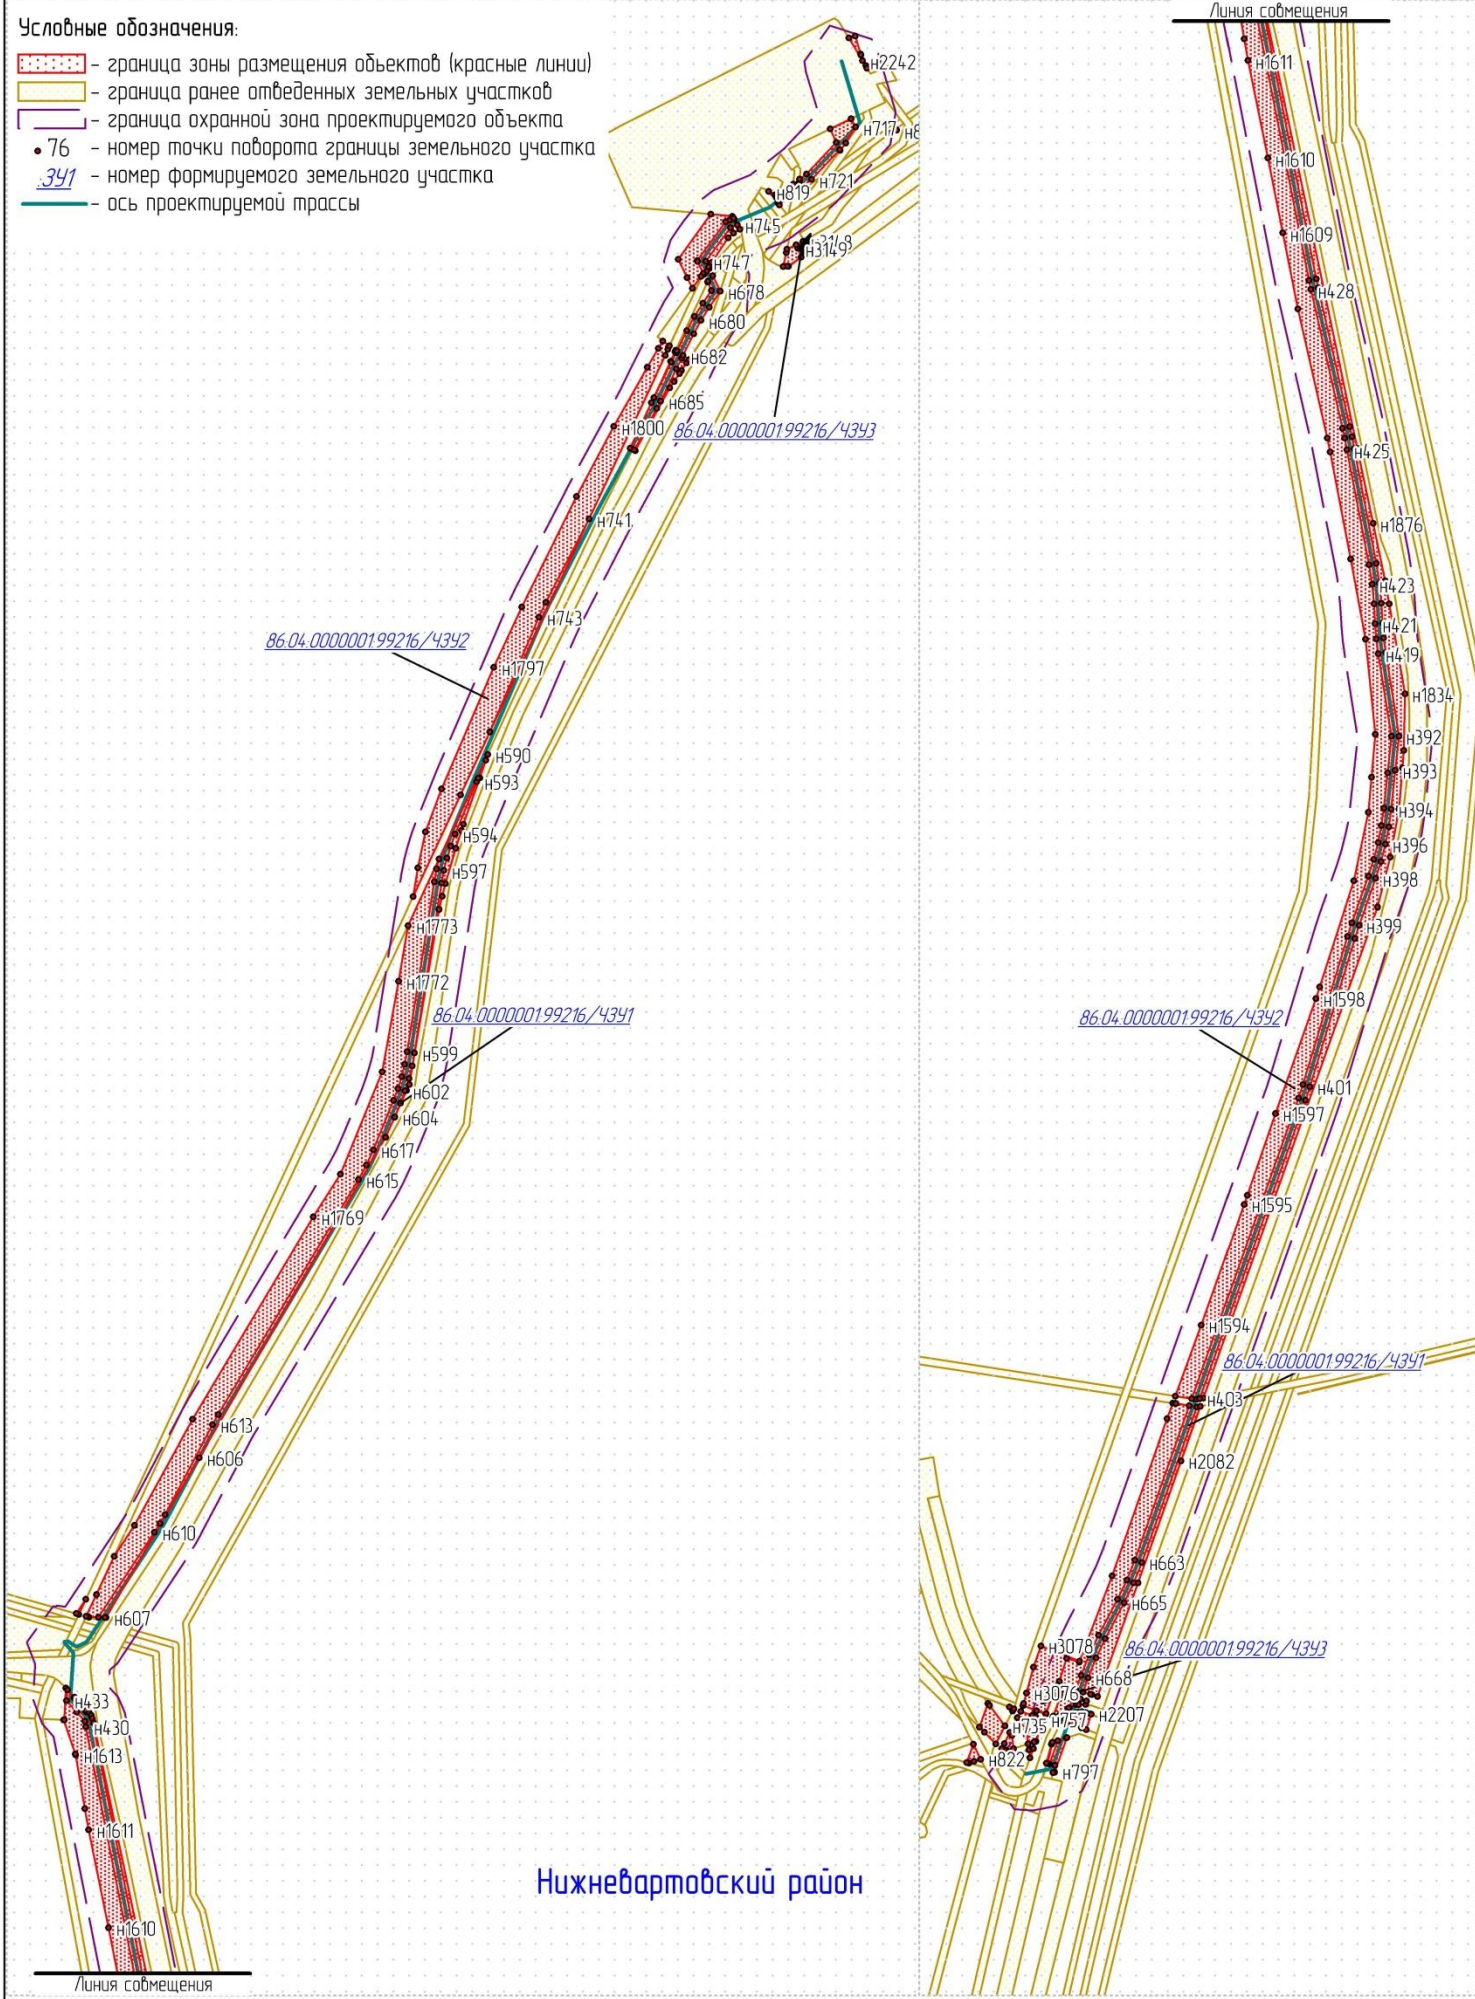 Условные обозначения:
- граница зоны размещения объектов (красные линии)
- граница ранее отведенных земельных участков
- граница охранной зона проектируемого объекта
76 - номер точки поворота границы земельного участка
:ЗУ1 - номер формируемого земельного участка
- ось проектируемой трассы
н2242
н717
н721
н819
н745
н3149
н747
н678
н680
н682
н685
н1800
86:04:0000001:99216/ЧЗУ3
н741
н743
86:04:0000001:99216/ЧЗУ2
н1797
н590
н593
н594
н597
н1773
н1772
86:04:0000001:99216/ЧЗУ1
н599
н602
н604
н617
н615
н1769
н613
н606
н610
н607
н433
н430
н1613
н1611
н1610
Линия совмещения
Нижневартовский район
Линия совмещения
н1611
н1610
н1609
н428
н425
н1876
н423
н421
н419
н1834
н392
н393
н394
н396
н398
н399
н1598
86:04:0000001:99216/ЧЗУ2
н401
н1597
н1595
н1594
86:04:0000001:99216/ЧЗУ1
н403
н2082
н663
н665
н3078
86:04:0000001:99216/ЧЗУ3
н668
н3076
н2207
н735
н757
н822
н797